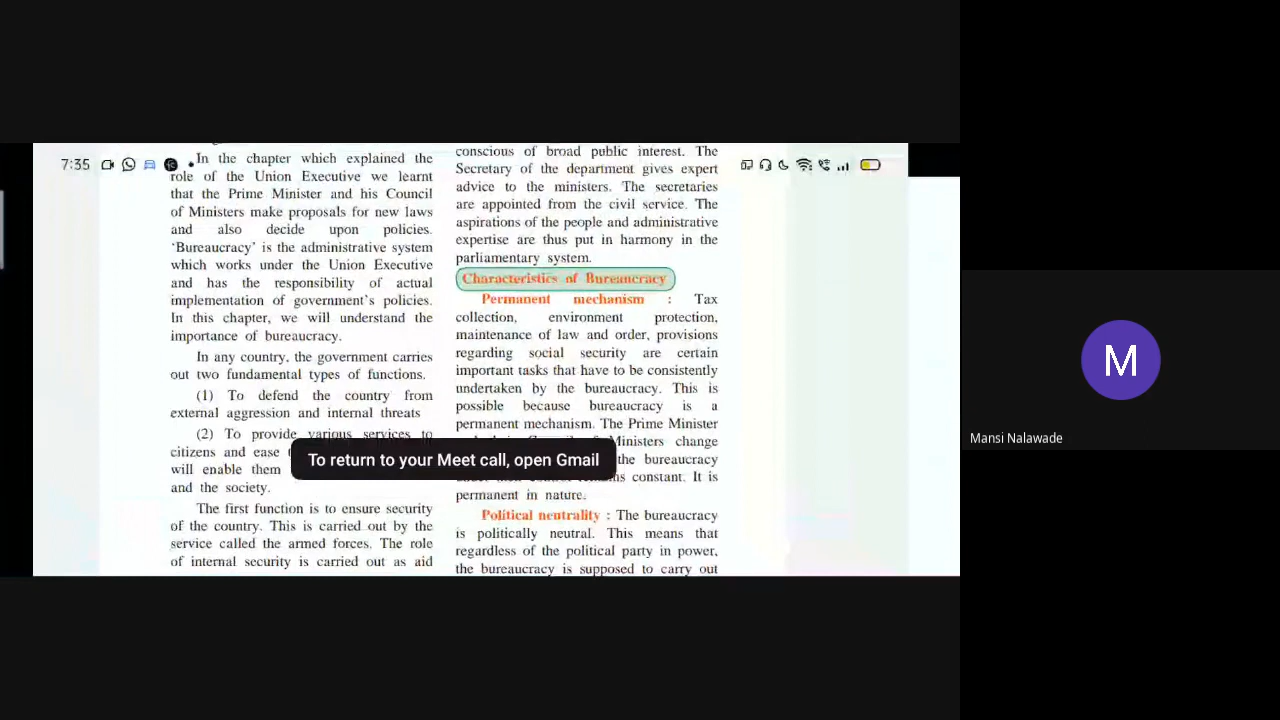 7:35
In the chapter which explained the
role of the Union Executive we learnt
that the Prime Minister and his Council
of Ministers make proposals for new laws
and also decide upon policies.
‘Bureaucracy’ is the administrative system
which works under the Union Executive
and has the responsibility of actual
implementation of government’s policies.
In this chapter, we will understand the
importance of bureaucracy.
In any country, the government carries
out two fundamental types of functions.
(1) To defend the country from
external aggression and internal threats
(2) To provide various services to
citizens and ease
will enable them
and the society.
The first function is to ensure security
of the country. This is carried out by the
service called the armed forces. The role
of internal security is carried out as aid
conscious of broad public interest. The
Secretary of the department gives expert
advice to the ministers. The secretaries
are appointed from the civil service. The
aspirations of the people and administrative
expertise are thus put in harmony in the
parliamentary system.
Characteristics of Bureaucracy
Permanent mechanism : Tax
collection, environment protection,
maintenance of law and order, provisions
regarding social security are certain
important tasks that have to be consistently
undertaken by the bureaucracy. This is
possible because bureaucracy is a
permanent mechanism. The Prime Minister
Ministers change
the bureaucracy
constant. It is
permanent in nature.
Political neutrality : The bureaucracy
is politically neutral. This means that
regardless of the political party in power,
the bureaucracy is supposed to carry out
To return to your Meet call, open Gmail
M
Mansi Nalawade